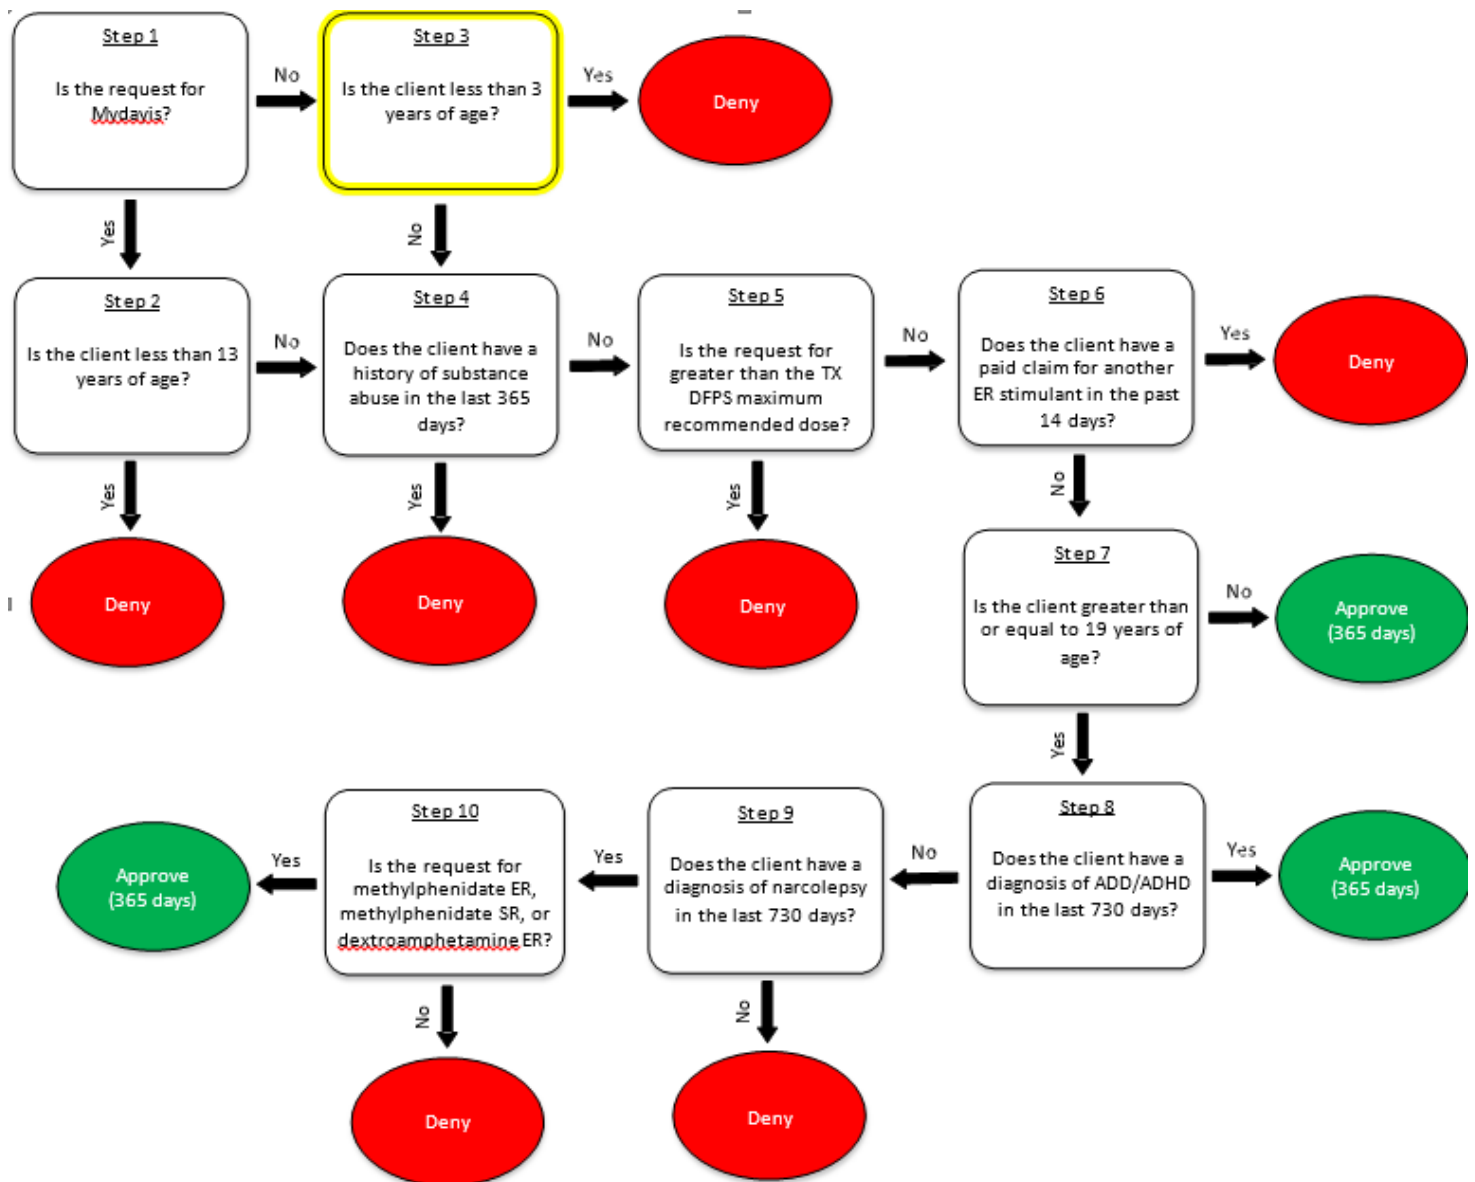 Step 1
Is the request for
Mydavis?
No
Step 3
Is the client less than 3
years of age?
Yes
Deny
Yes
No
Step 2
Is the client less than 13
years of age?
No
Step 4
Does the client have a
history of substance
abuse in the last 365
days?
No
Step 5
Is the request for
greater than the TX
DFPS maximum
recommended dose?
No
Step 6
Does the client have a
paid claim for another
ER stimulant in the past
14 days?
Yes
Deny
Yes
Yes
Yes
No
Deny
Deny
Deny
Step 7
Is the client greater than
or equal to 19 years of
age?
No
Approve
(365 days)
Yes
Approve
(365 days)
Yes
Step 10
Is the request for
methylphenidate ER,
methylphenidate SR, or
dextroamphetamine ER?
Yes
Step 9
Does the client have a
diagnosis of narcolepsy
in the last 730 days?
No
Step 8
Does the client have a
diagnosis of ADD/ADHD
in the last 730 days?
Yes
Approve
(365 days)
No
No
Deny
Deny